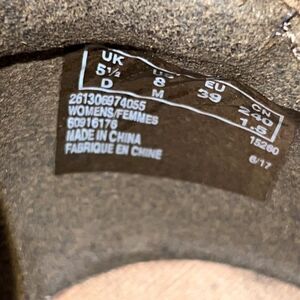 UK US EU CN
5½ 8 39 240
D M 1.5
261306974055
WOMENS/FEMMES
60916176 15260
MADE IN CHINA 6/17
FABRIQUE EN CHINE